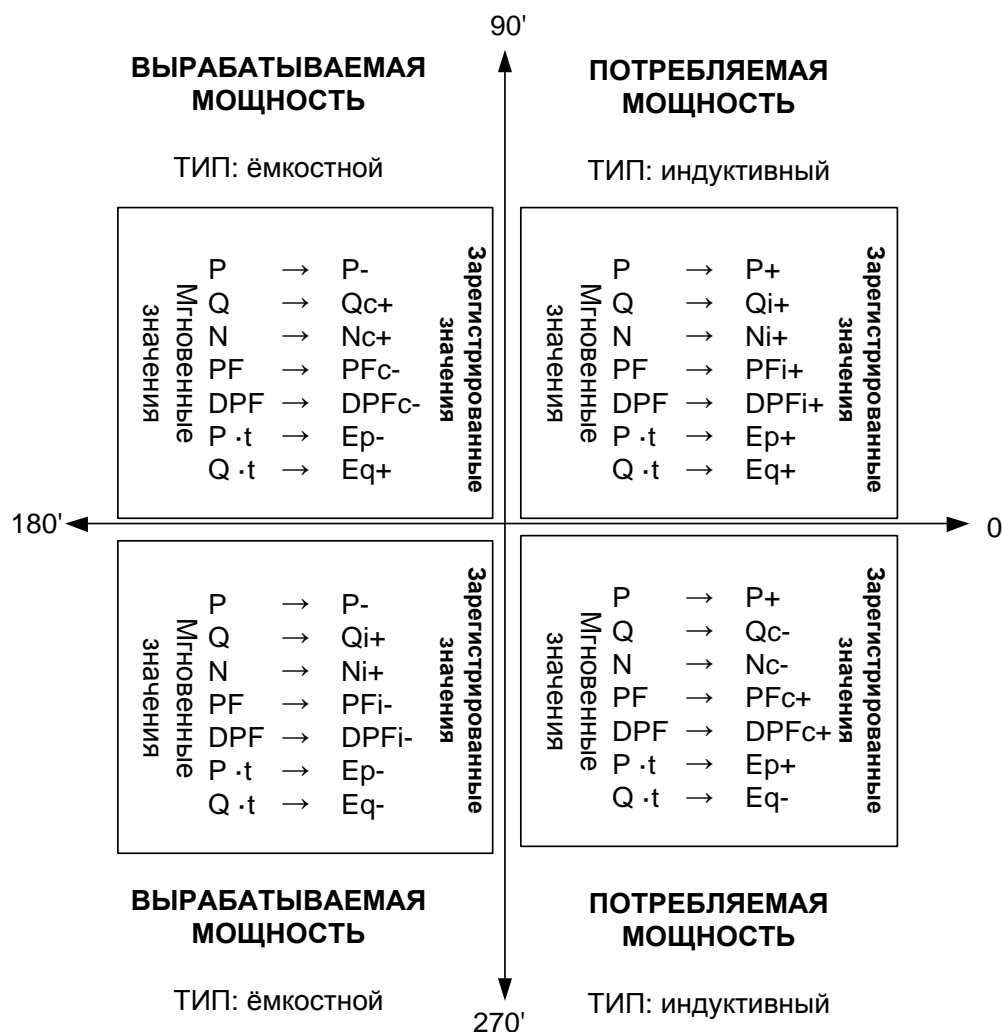 90'
ВЫРАБАТЫВАЕМАЯ
МОЩНОСТЬ
ТИП: ёмкостной
ПОТРЕБЛЯЕМАЯ
МОЩНОСТЬ
ТИП: индуктивный
Мгновенные
значения
P → P-
Q → Qc+
N → Nc+
PF → PFc-
DPF → DPFc-
P ·t → Ep-
Q ·t → Eq+
Зарегистрированные
значения
Мгновенные
значения
P → P+
Q → Qi+
N → Ni+
PF → PFi+
DPF → DPFi+
P ·t → Ep+
Q ·t → Eq+
Зарегистрированные
значения
180'
0
Мгновенные
значения
P → P-
Q → Qi+
N → Ni+
PF → PFi-
DPF → DPFi-
P ·t → Ep-
Q ·t → Eq-
Зарегистрированные
значения
Мгновенные
значения
P → P+
Q → Qc-
N → Nc-
PF → PFc+
DPF → DPFc+
P ·t → Ep+
Q ·t → Eq-
Зарегистрированные
значения
ВЫРАБАТЫВАЕМАЯ
МОЩНОСТЬ
ТИП: ёмкостной
ПОТРЕБЛЯЕМАЯ
МОЩНОСТЬ
ТИП: индуктивный
270'